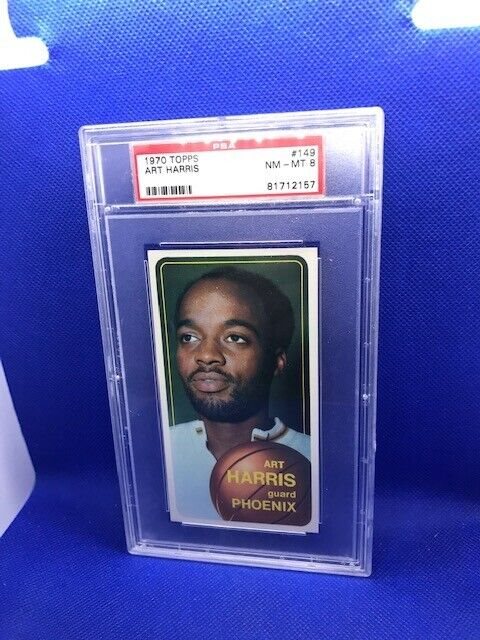 PSA
1970 TOPPS #149
ART HARRIS NM - MT 8
81712157
ART
HARRIS
guard
PHOENIX